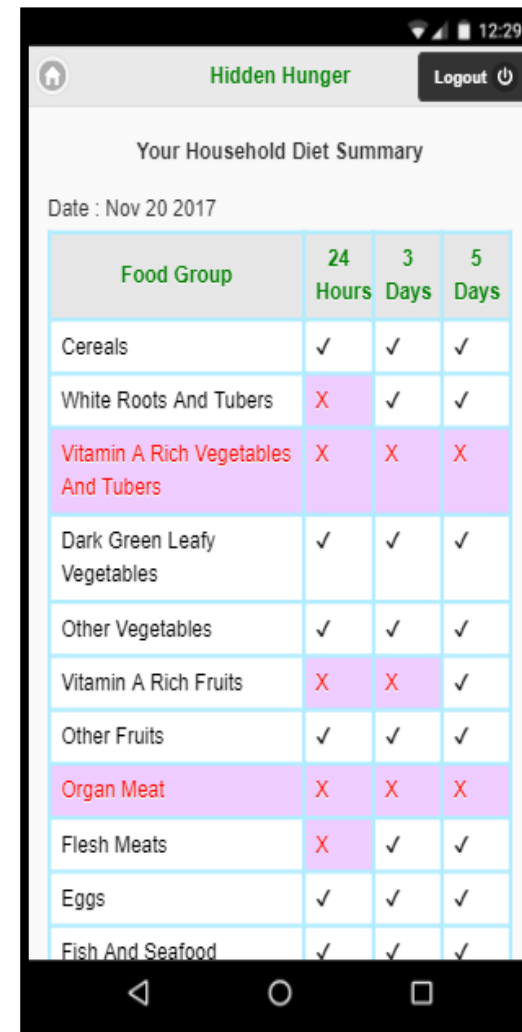 12:29
Hidden Hunger Logout
Your Household Diet Summary
Date : Nov 20 2017
Food Group 24 Hours 3 Days 5 Days
Cereals ✓ ✓ ✓
White Roots And Tubers X ✓ ✓
Vitamin A Rich Vegetables X X X
And Tubers
Dark Green Leafy ✓ ✓ ✓
Vegetables
Other Vegetables ✓ ✓ ✓
Vitamin A Rich Fruits X X ✓
Other Fruits ✓ ✓ ✓
Organ Meat X X X
Flesh Meats X ✓ ✓
Eggs ✓ ✓ ✓
Fish And Seafood ✓ ✓ ✓